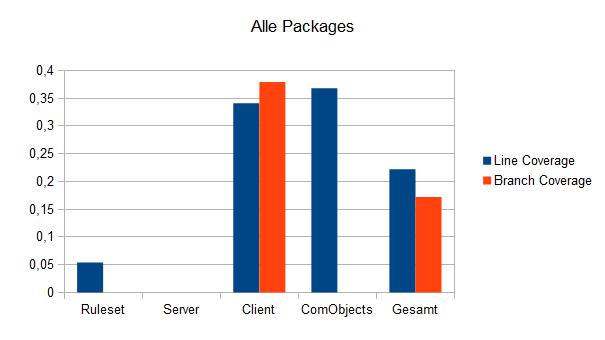 Alle Packages
0,4
0,35
0,3
0,25
0,2
0,15
0,1
0,05
0
Ruleset Server Client ComObjects Gesamt
Line Coverage
Branch Coverage